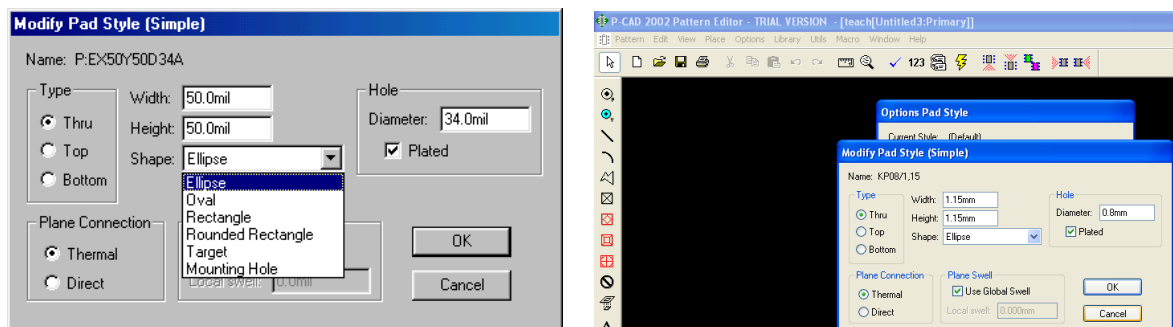 Modify Pad Style (Simple)
Name: P:EX50Y50D34A
Type
Thru
Top
Bottom
Width: 50.0mil
Height: 50.0mil
Shape: Ellipse
Ellipse
Oval
Rectangle
Rounded Rectangle
Target
Mounting Hole
Hole
Diameter: 34.0mil
Plated
Plane Connection
Thermal
Direct
Local swell: 0.0mil
OK
Cancel
P-CAD 2002 Pattern Editor - TRIAL VERSION - [teach[Untitled3:Primary]]
Pattern Edit View Place Options Library Utils Macro Window Help
123
Options Pad Style
Current Style: (Default)
Modify Pad Style (Simple)
Name: KP08/1,15
Type
Thru
Top
Bottom
Width: 1.15mm
Height: 1.15mm
Shape: Ellipse
Hole
Diameter: 0.8mm
Plated
Plane Connection
Thermal
Direct
Plane Swell
Use Global Swell
Local swell: 0.000mm
OK
Cancel